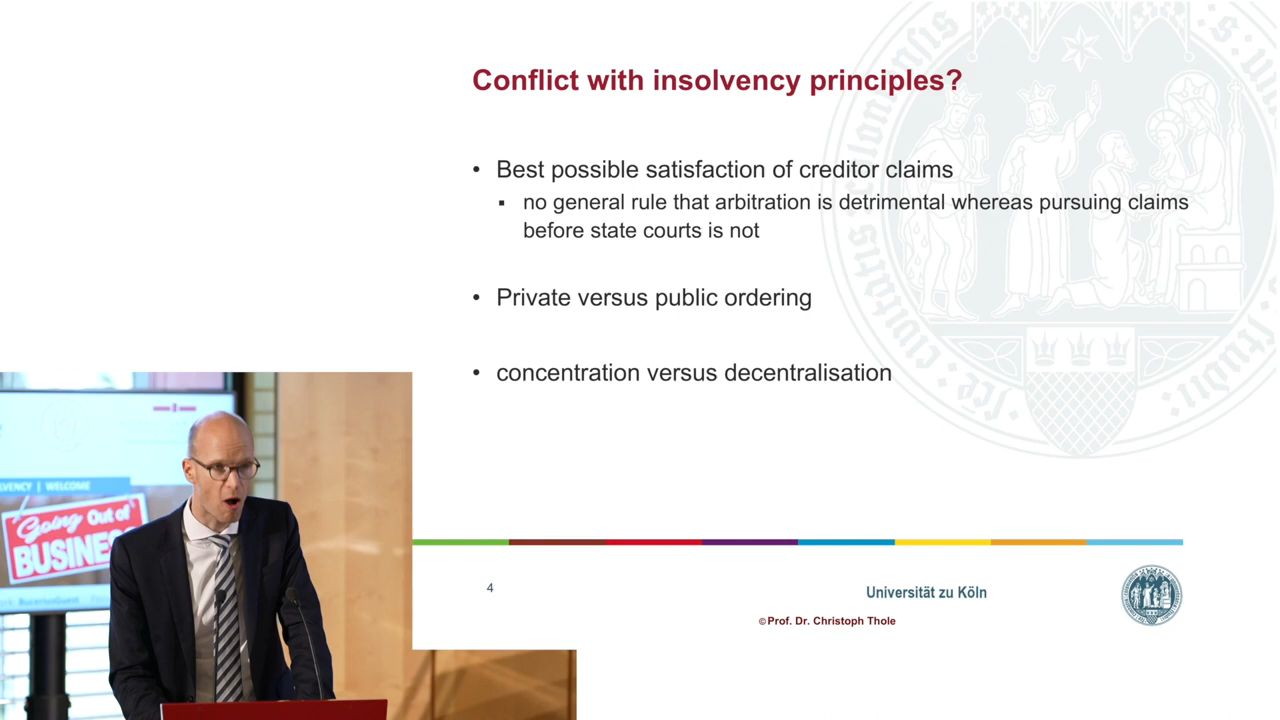 Conflict with insolvency principles?
• Best possible satisfaction of creditor claims
▪ no general rule that arbitration is detrimental whereas pursuing claims
before state courts is not
• Private versus public ordering
• concentration versus decentralisation
LVENCY | WELCOME
Going Out of
BUSINES
4
Universität zu Köln
© Prof. Dr. Christoph Thole